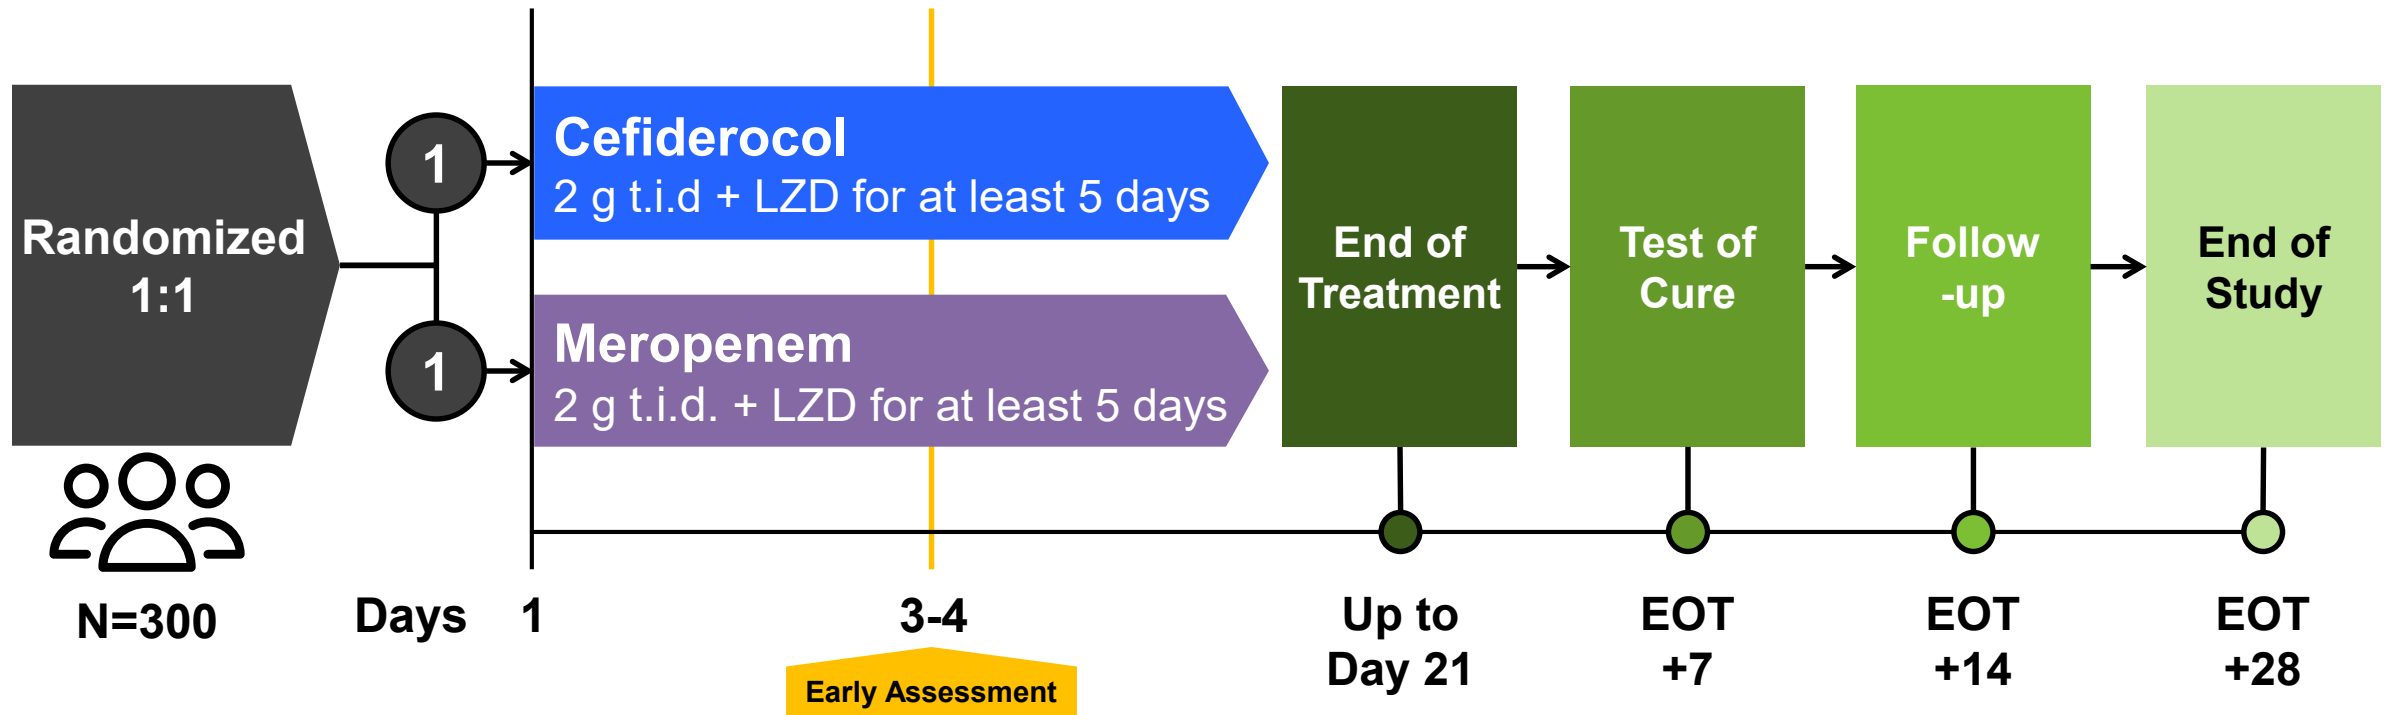 Randomized
1:1
N=300
1
1
Cefiderocol
2 g t.i.d + LZD for at least 5 days
Meropenem
2 g t.i.d. + LZD for at least 5 days
End of
Treatment
Test of
Cure
Follow
-up
End of
Study
Days
1
3-4
Early Assessment
Up to
Day 21
EOT
+7
EOT
+14
EOT
+28